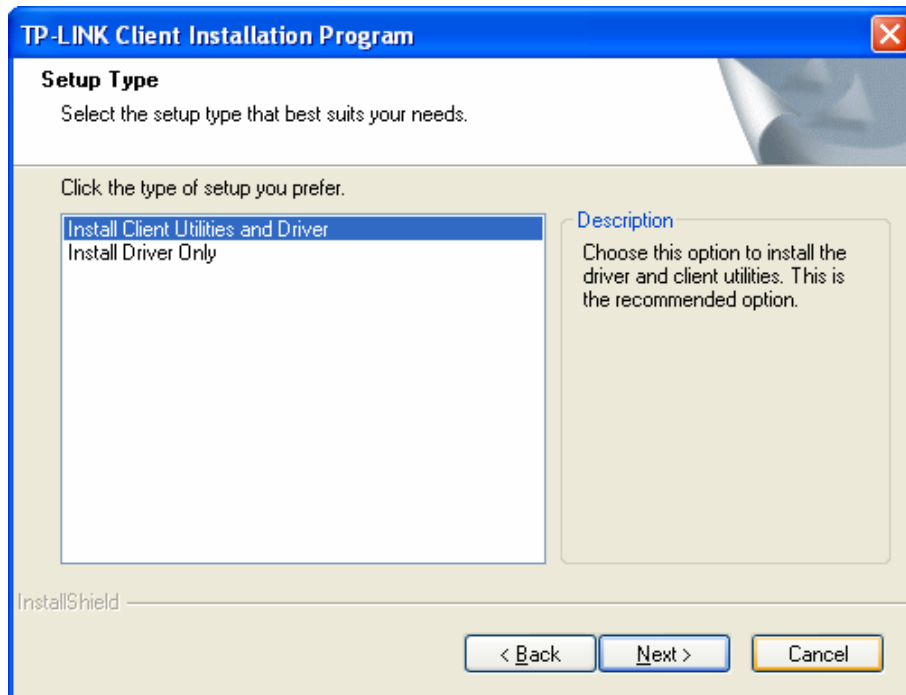 TP-LINK Client Installation Program
Setup Type
Select the setup type that best suits your needs.
Click the type of setup you prefer.
Install Client Utilities and Driver
Install Driver Only
Description
Choose this option to install the
driver and client utilities. This is
the recommended option.
InstallShield
< Back
Next >
Cancel